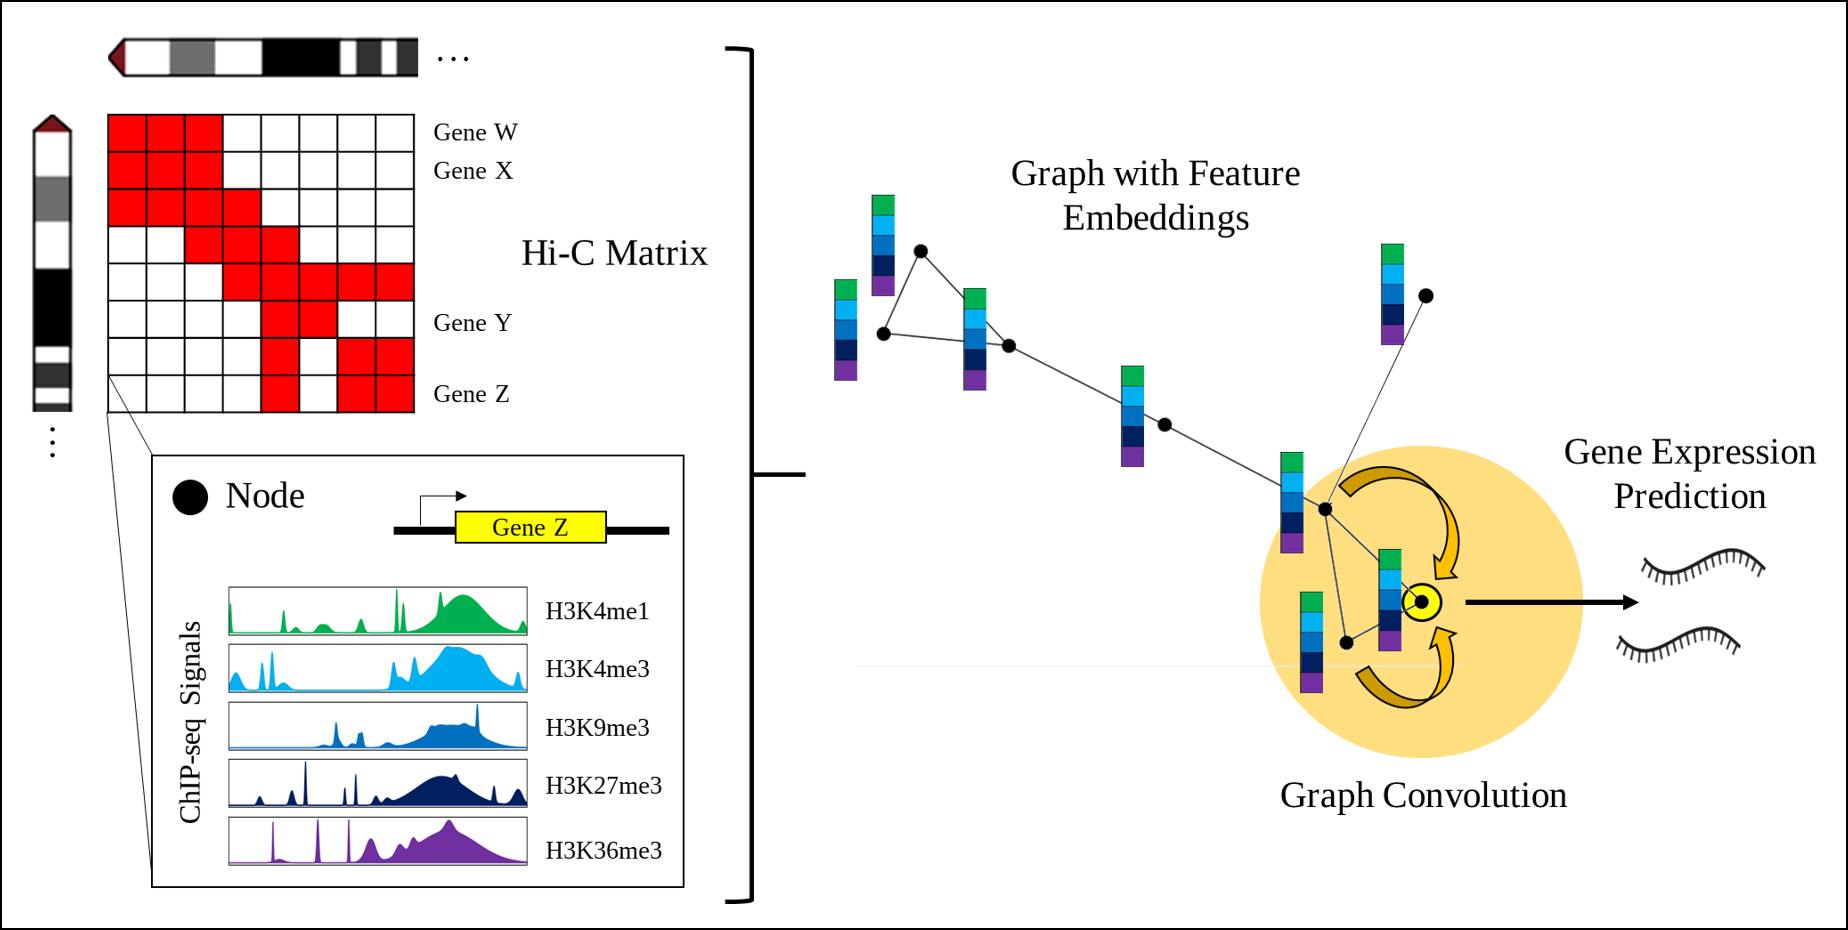 ...
Gene W
Gene X
Hi-C Matrix
Gene Y
Gene Z
...
Node
Gene Z
ChIP-seq Signals
H3K4me1
H3K4me3
H3K9me3
H3K27me3
H3K36me3
Graph with Feature
Embeddings
Gene Expression
Prediction
Graph Convolution